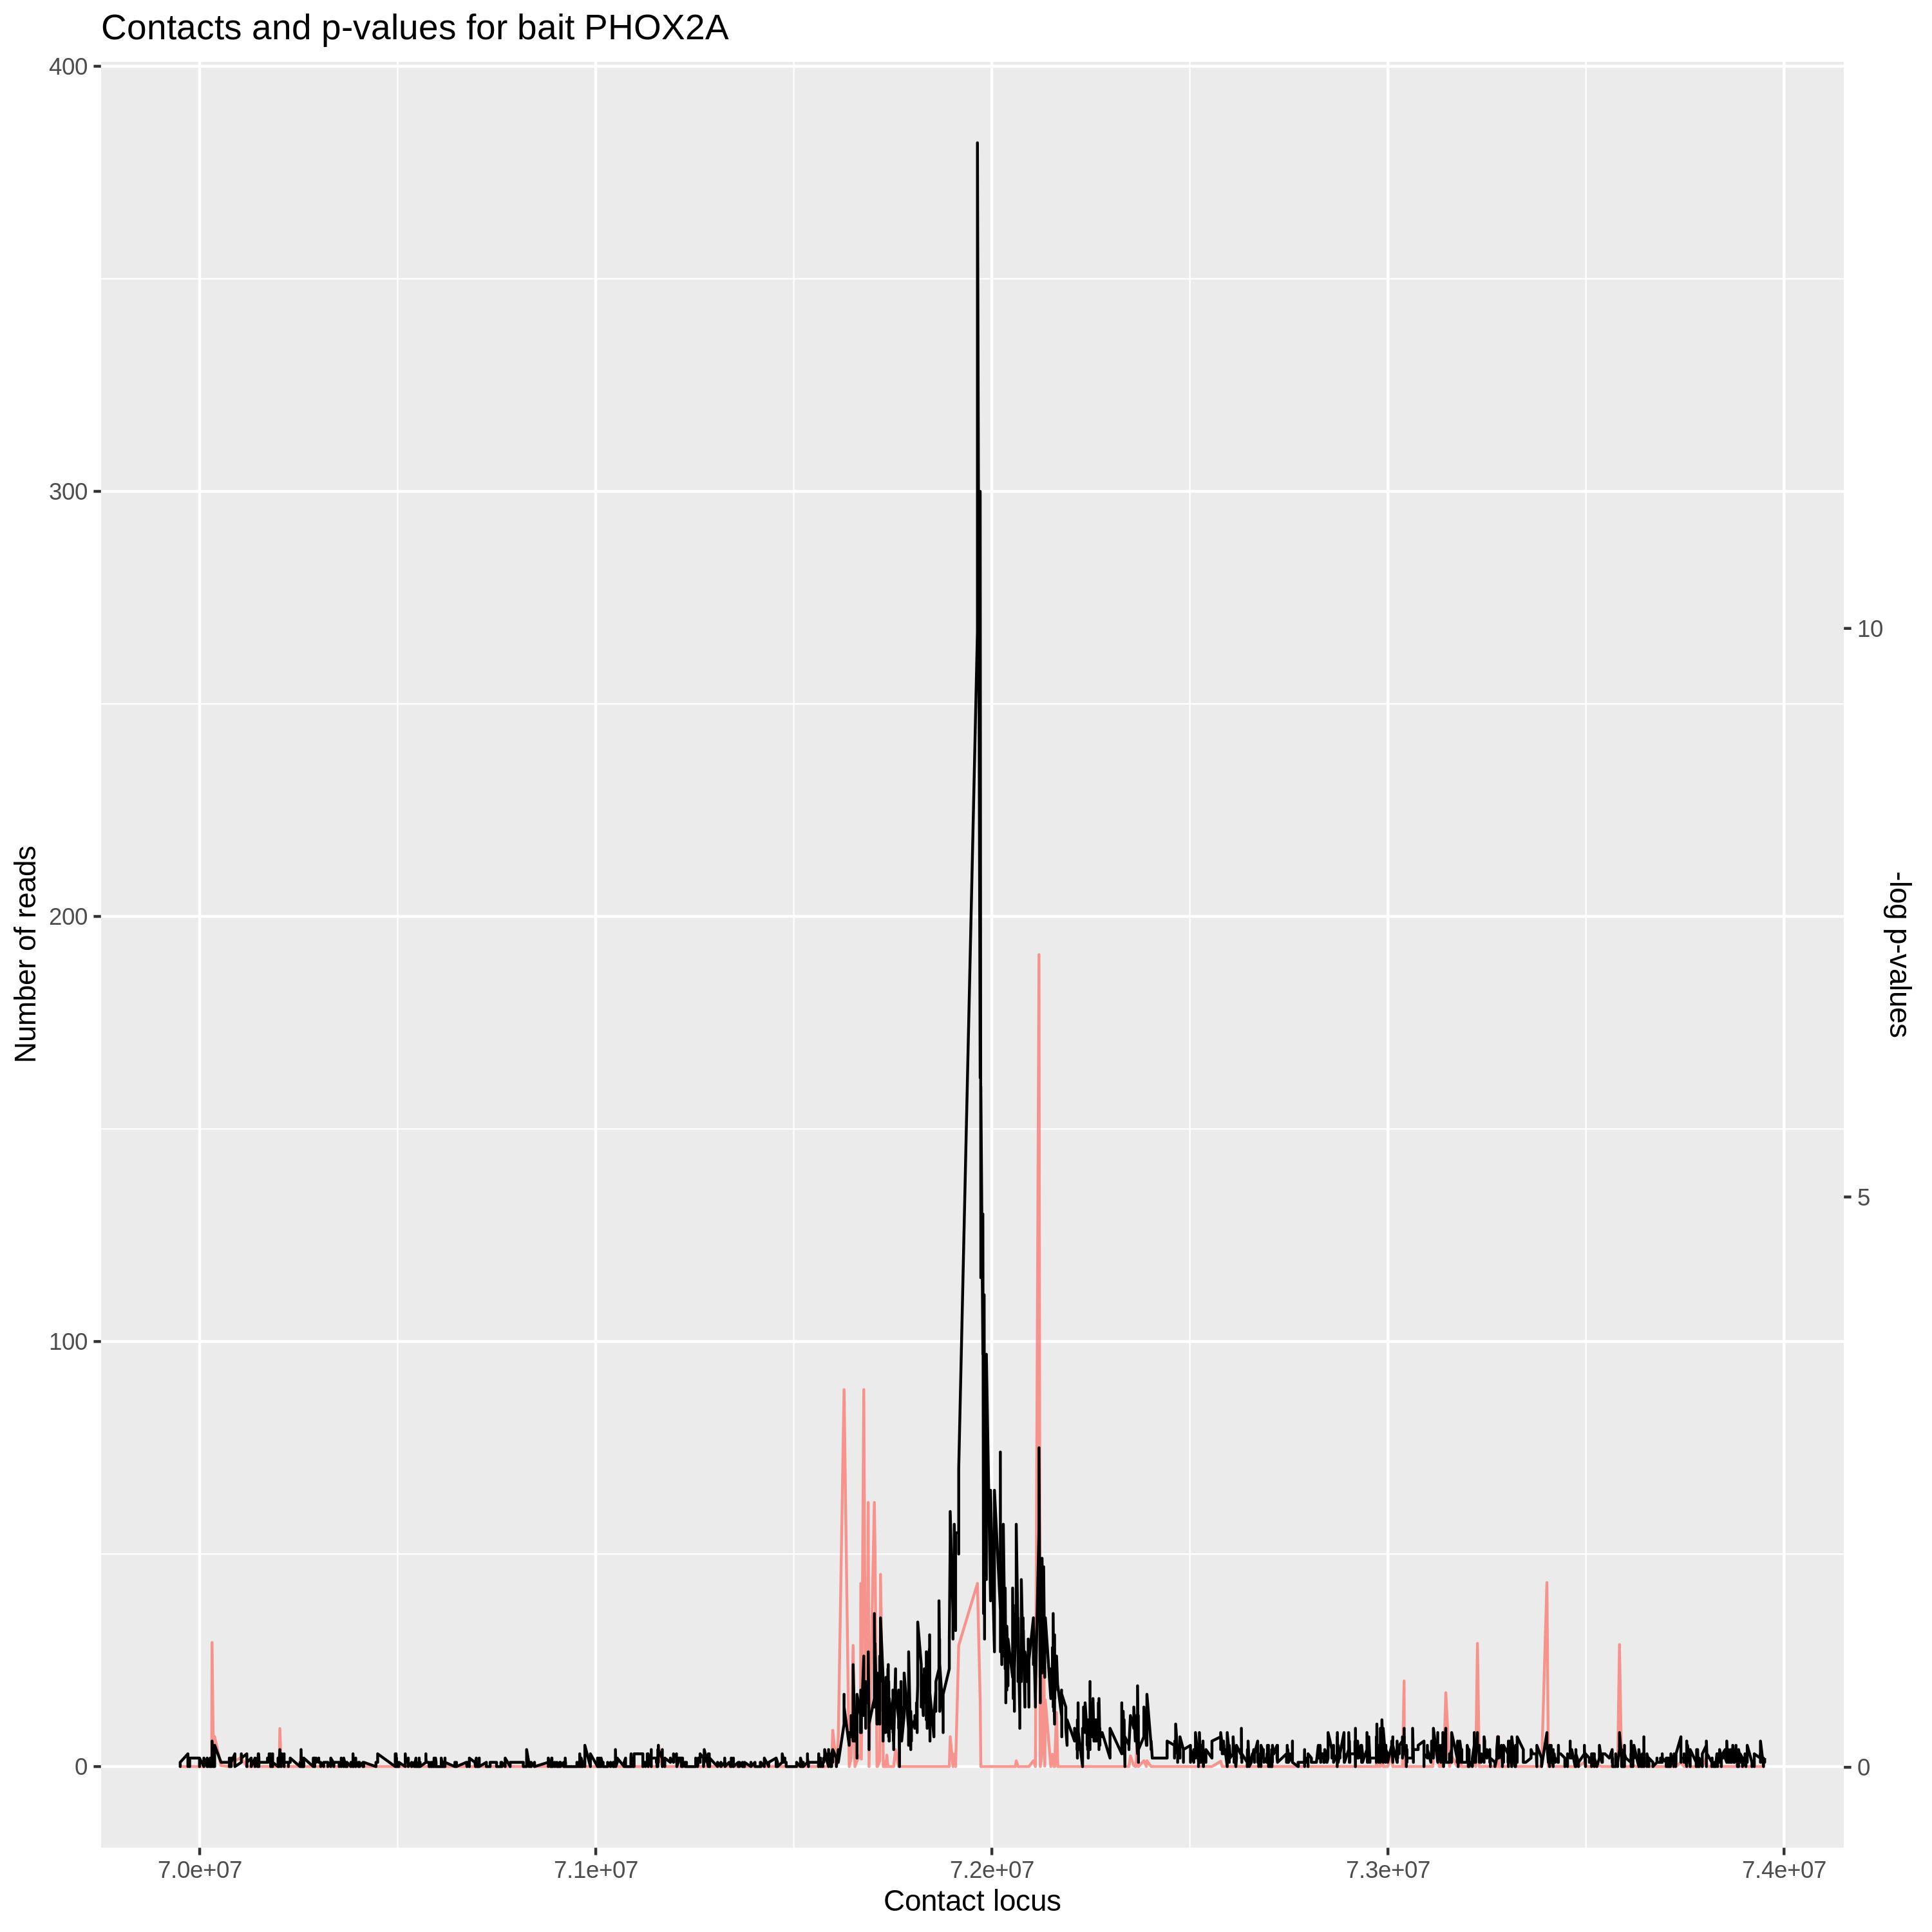 Contacts and p-values for bait PHOX2A
400
300
200
100
0
Number of reads
10
5
0
-log p-values
7.0e+07
7.1e+07
7.2e+07
7.3e+07
7.4e+07
Contact locus